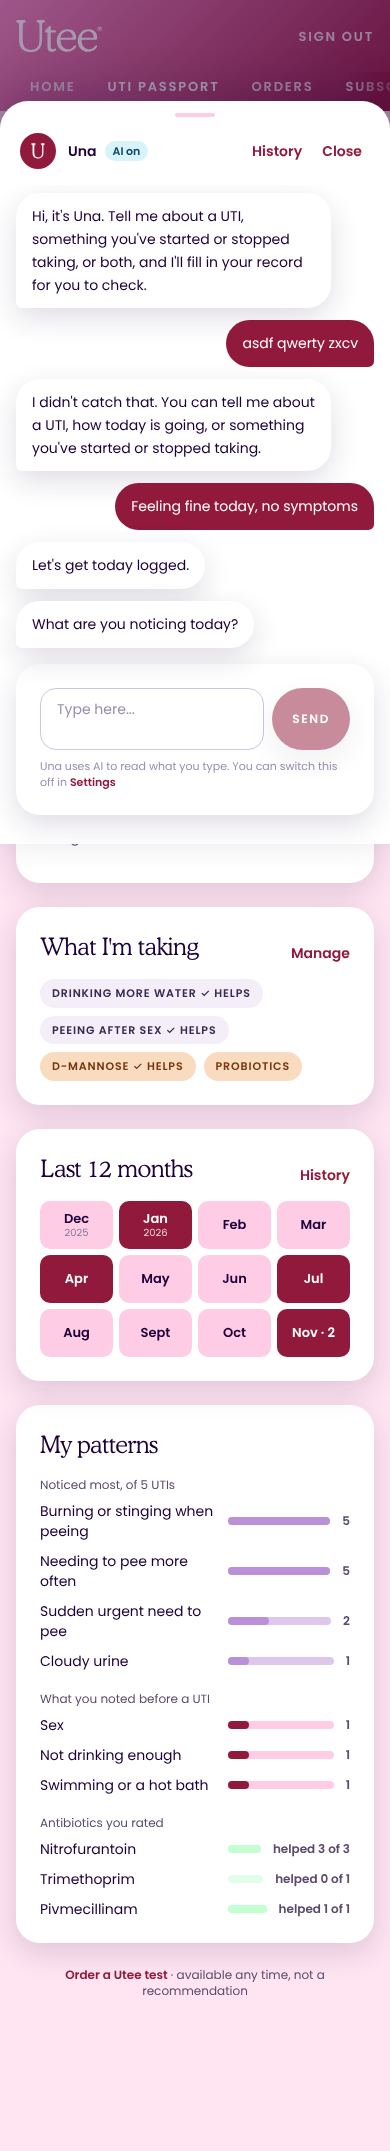 Utee®
SIGN OUT
HOME UTI PASSPORT ORDERS
U Una AI on History Close
Hi, it's Una. Tell me about a UTI,
something you've started or stopped
taking, or both, and I'll fill in your record
for you to check.
asdf qwerty zxcv
I didn't catch that. You can tell me about
a UTI, how today is going, or something
you've started or stopped taking.
Feeling fine today, no symptoms
Let's get today logged.
What are you noticing today?
Type here...
SEND
Una uses AI to read what you type. You can switch this
off in Settings
What I'm taking
Manage
DRINKING MORE WATER ✓ HELPS
PEEING AFTER SEX ✓ HELPS
D-MANNOSE ✓ HELPS PROBIOTICS
Last 12 months
History
Dec Jan Feb Mar
2025 2026
Apr May Jun Jul
Aug Sept Oct Nov · 2
My patterns
Noticed most, of 5 UTIs
Burning or stinging when
peeing
5
Needing to pee more
often
5
Sudden urgent need to
pee
2
Cloudy urine 1
What you noted before a UTI
Sex 1
Not drinking enough 1
Swimming or a hot bath 1
Antibiotics you rated
Nitrofurantoin helped 3 of 3
Trimethoprim helped 0 of 1
Pivmecillinam helped 1 of 1
Order a Utee test · available any time, not a
recommendation